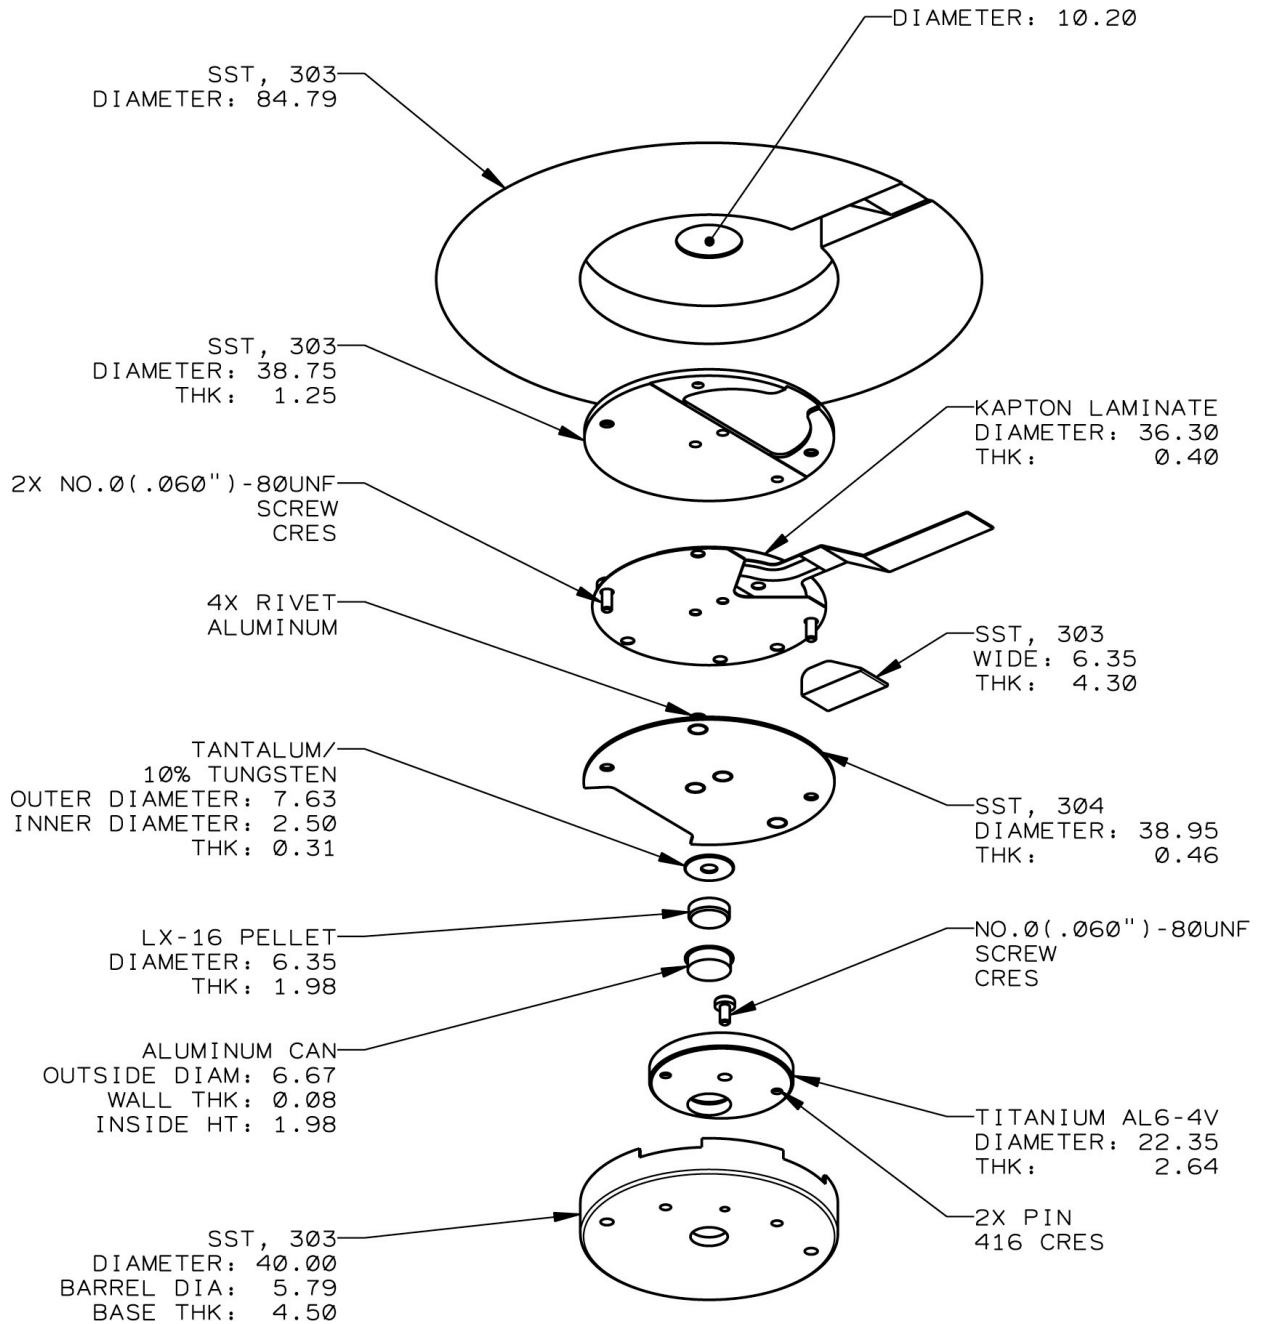 DIAMETER: 10.20
SST, 303
DIAMETER: 84.79
SST, 303
DIAMETER: 38.75
THK: 1.25
KAPTON LAMINATE
DIAMETER: 36.30
THK: 0.40
2X NO.0(.060")-80UNF
SCREW
CRES
4X RIVET
ALUMINUM
SST, 303
WIDE: 6.35
THK: 4.30
TANTALUM/
10% TUNGSTEN
OUTER DIAMETER: 7.63
INNER DIAMETER: 2.50
THK: 0.31
SST, 304
DIAMETER: 38.95
THK: 0.46
LX-16 PELLET
DIAMETER: 6.35
THK: 1.98
NO.0(.060")-80UNF
SCREW
CRES
ALUMINUM CAN
OUTSIDE DIAM: 6.67
WALL THK: 0.08
INSIDE HT: 1.98
TITANIUM AL6-4V
DIAMETER: 22.35
THK: 2.64
2X PIN
416 CRES
SST, 303
DIAMETER: 40.00
BARREL DIA: 5.79
BASE THK: 4.50